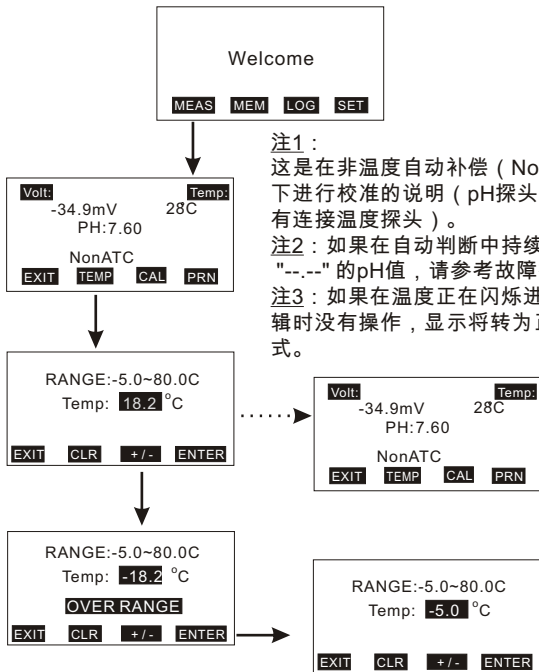 Welcome
MEAS MEM LOG SET
注1：
这是在非温度自动补偿（No
下进行校准的说明（pH探头
有连接温度探头）。
注2：如果在自动判断中持续
"--.--" 的pH值，请参考故障
注3：如果在温度正在闪烁进
辑时没有操作，显示将转为
式。
Volt: Temp:
-34.9mV 28°C
PH:7.60
NonATC
EXIT TEMP CAL PRN
RANGE:-5.0~80.0C
Temp: 18.2 °C
EXIT CLR +/- ENTER
Volt: Temp:
-34.9mV 28°C
PH:7.60
NonATC
EXIT TEMP CAL PRN
RANGE:-5.0~80.0C
Temp: -18.2 °C
OVER RANGE
EXIT CLR +/- ENTER
RANGE:-5.0~80.0C
Temp: -5.0 °C
EXIT CLR +/- ENTER